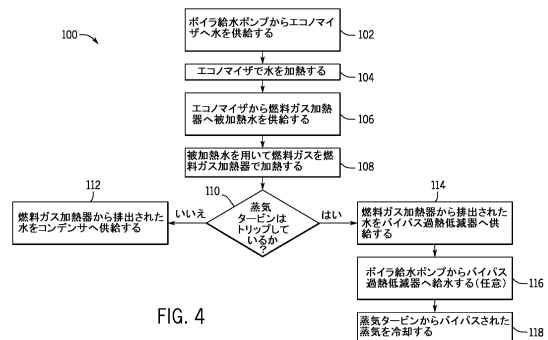 100
ボイラ給水ポンプからエコノマイ
ザへ水を供給する
102
エコノマイザで水を加熱する
104
エコノマイザから燃料ガス加熱
器へ被加熱水を供給する
106
被加熱水を用いて燃料ガスを燃
燃料ガス加熱器で加熱する
108
110
蒸気
タービンは
トリップして
いるか
?
いいえ
はい
112
燃料ガス加熱器から排出された
水をコンデンサへ供給する
114
燃料ガス加熱器から排出された
水をバイパス過熱低減器へ供
給する
ボイラ給水ポンプからバイパス
過熱低減器へ給水する(任意)
116
蒸気タービンからバイパスされた
蒸気を冷却する
118
FIG. 4